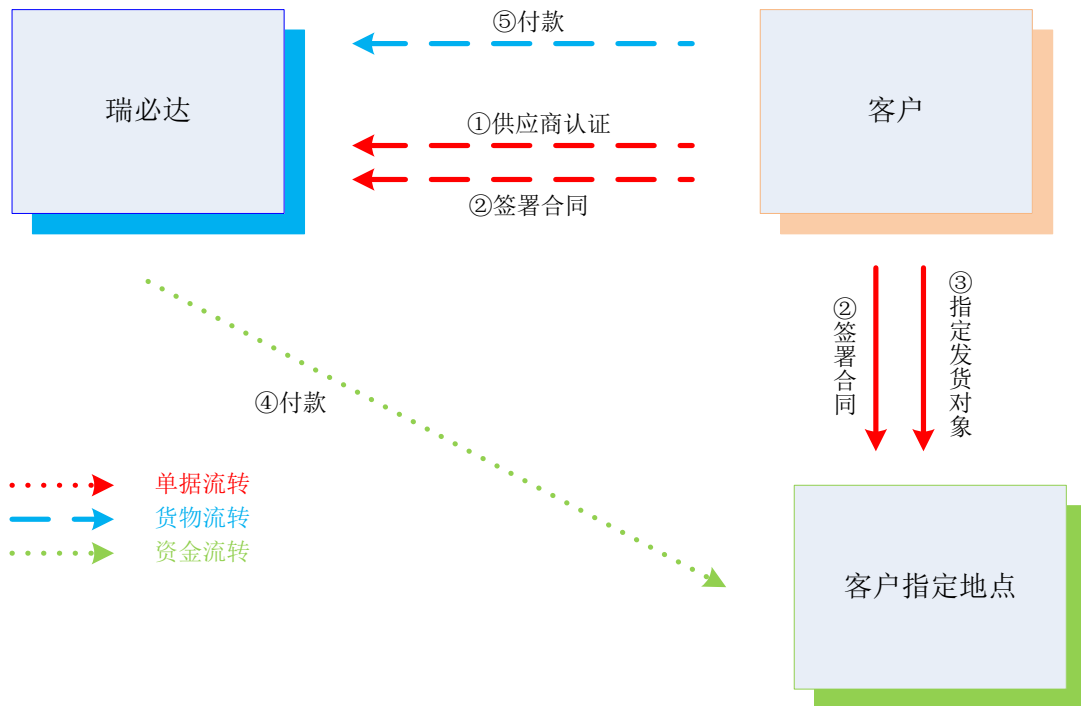 ⑤付款
瑞必达
客户
①供应商认证
②签署合同
②签署合同
③指定发货对象
④付款
单据流转
货物流转
资金流转
客户指定地点